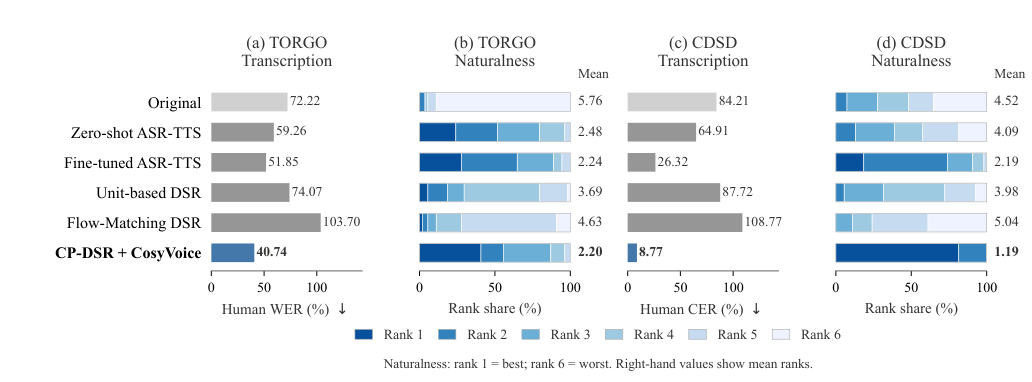 (a) TORGO
Transcription
(b) TORGO
Naturalness
(c) CDSD
Transcription
(d) CDSD
Naturalness
Mean
Mean
Original 72.22 5.76 84.21 4.52
Zero-shot ASR-TTS 59.26 2.48 64.91 4.09
Fine-tuned ASR-TTS 51.85 2.24 26.32 2.19
Unit-based DSR 74.07 3.69 87.72 3.98
Flow-Matching DSR 103.70 4.63 108.77 5.04
CP-DSR + CosyVoice 40.74 2.20 8.77 1.19
0 50 100 0 50 100 0 50 100 0 50 100
Human WER (%) ↓ Rank share (%) Human CER (%) ↓ Rank share (%)
Rank 1 Rank 2 Rank 3 Rank 4 Rank 5 Rank 6
Naturalness: rank 1 = best; rank 6 = worst. Right-hand values show mean ranks.